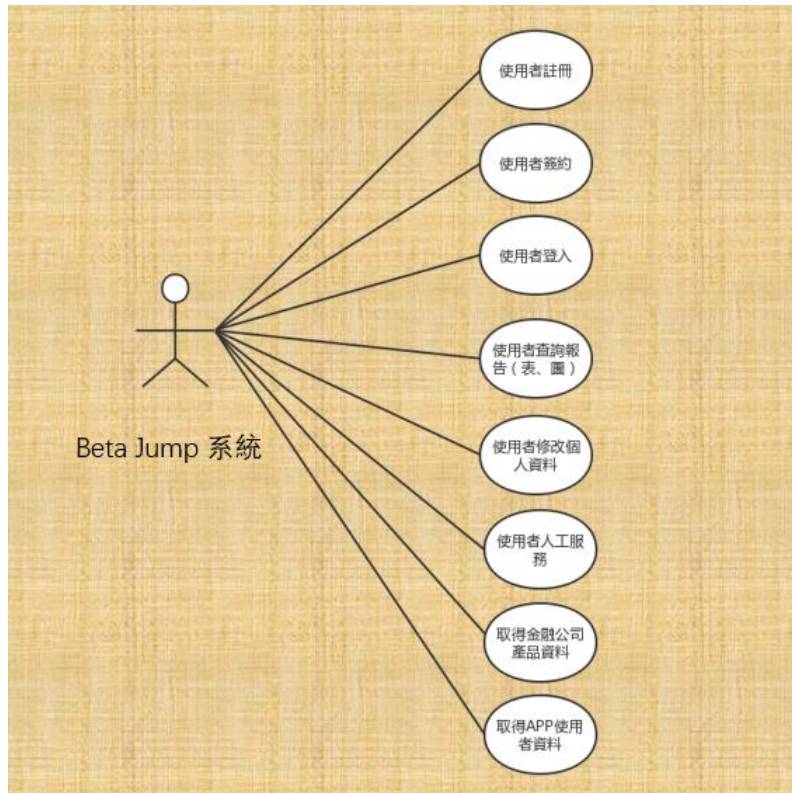 使用者註冊
使用者簽約
使用者登入
使用者查詢報
告（表、圖）
Beta Jump 系統
使用者修改個
人資料
使用者人工服
務
取得金融公司
產品資料
取得APP使用
者資料